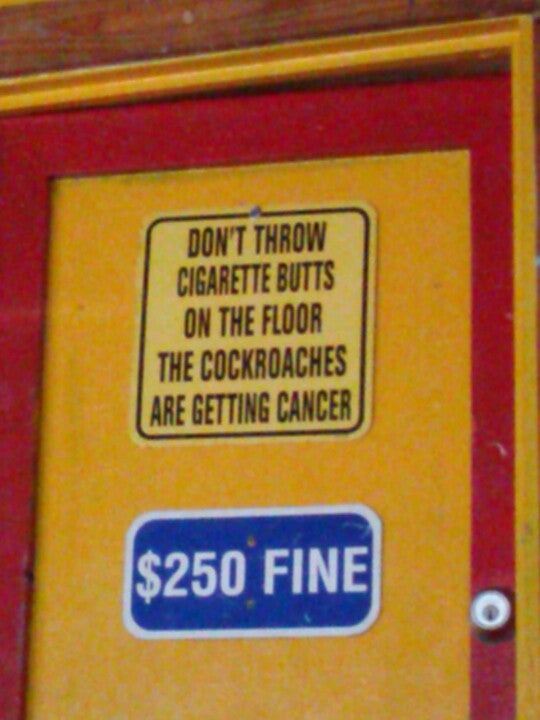 DON'T THROW
CIGARETTE BUTTS
ON THE FLOOR
THE COCKROACHES
ARE GETTING CANCER
$250 FINE